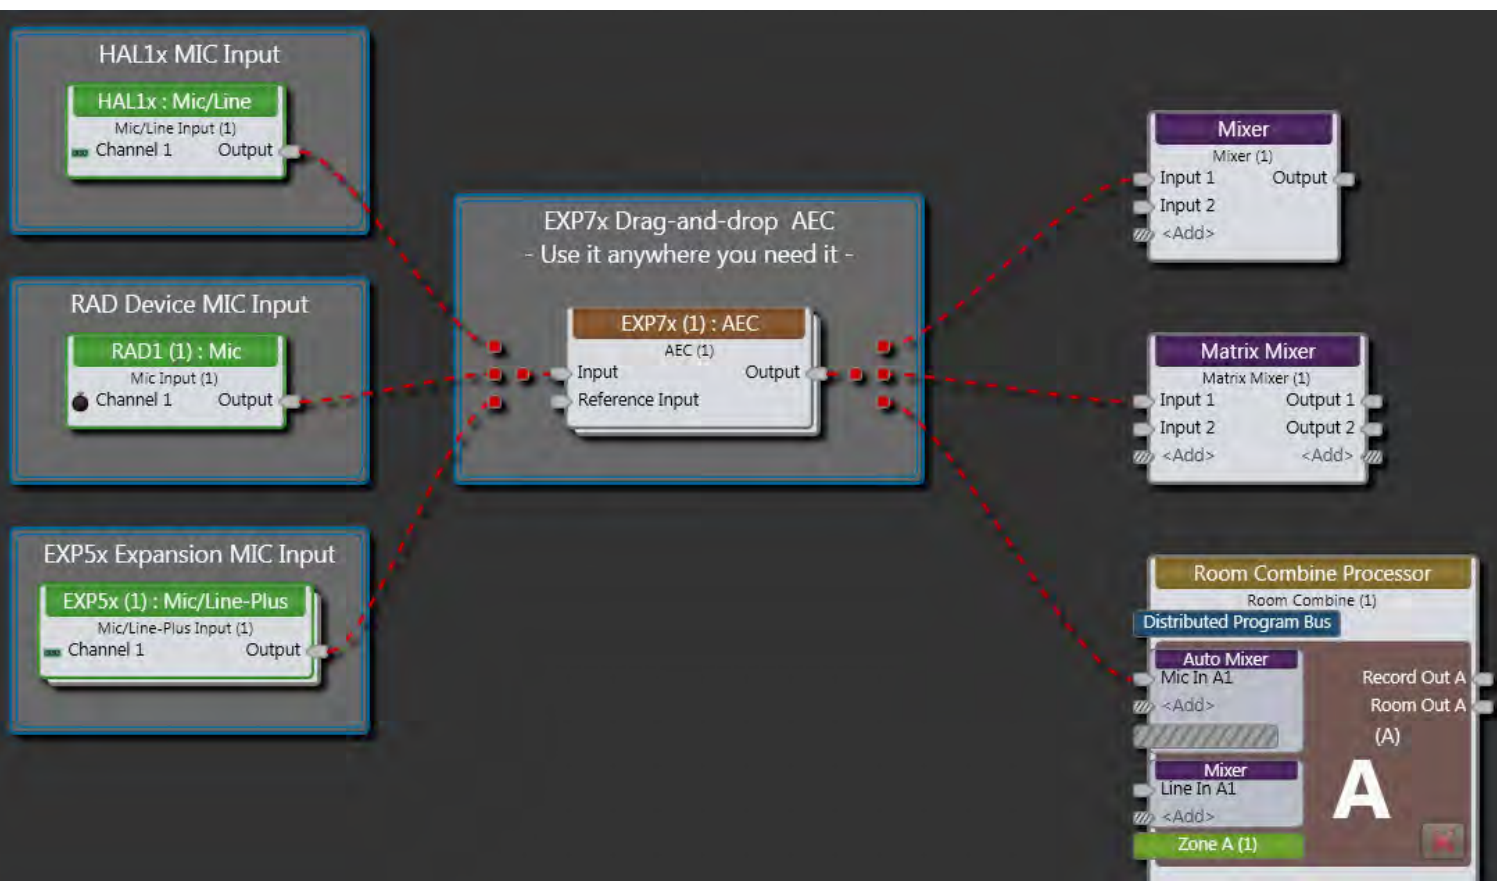 HAL1x MIC Input
HAL1x : Mic/Line
Mic/Line Input (1)
Channel 1 Output
RAD Device MIC Input
RAD1 (1) : Mic
Mic Input (1)
Channel 1 Output
EXP5x Expansion MIC Input
EXP5x (1) : Mic/Line-Plus
Mic/Line-Plus Input (1)
Channel 1 Output
EXP7x Drag-and-drop AEC
- Use it anywhere you need it -
EXP7x (1) : AEC
AEC (1)
Input Output
Reference Input
Mixer
Mixer (1)
Input 1 Output
Input 2
<Add>
Matrix Mixer
Matrix Mixer (1)
Input 1 Output 1
Input 2 Output 2
<Add> <Add>
Room Combine Processor
Room Combine (1)
Distributed Program Bus
Auto Mixer
Mic In A1 Record Out A
<Add> Room Out A
(A)
A
Mixer
Line In A1
<Add>
Zone A (1)